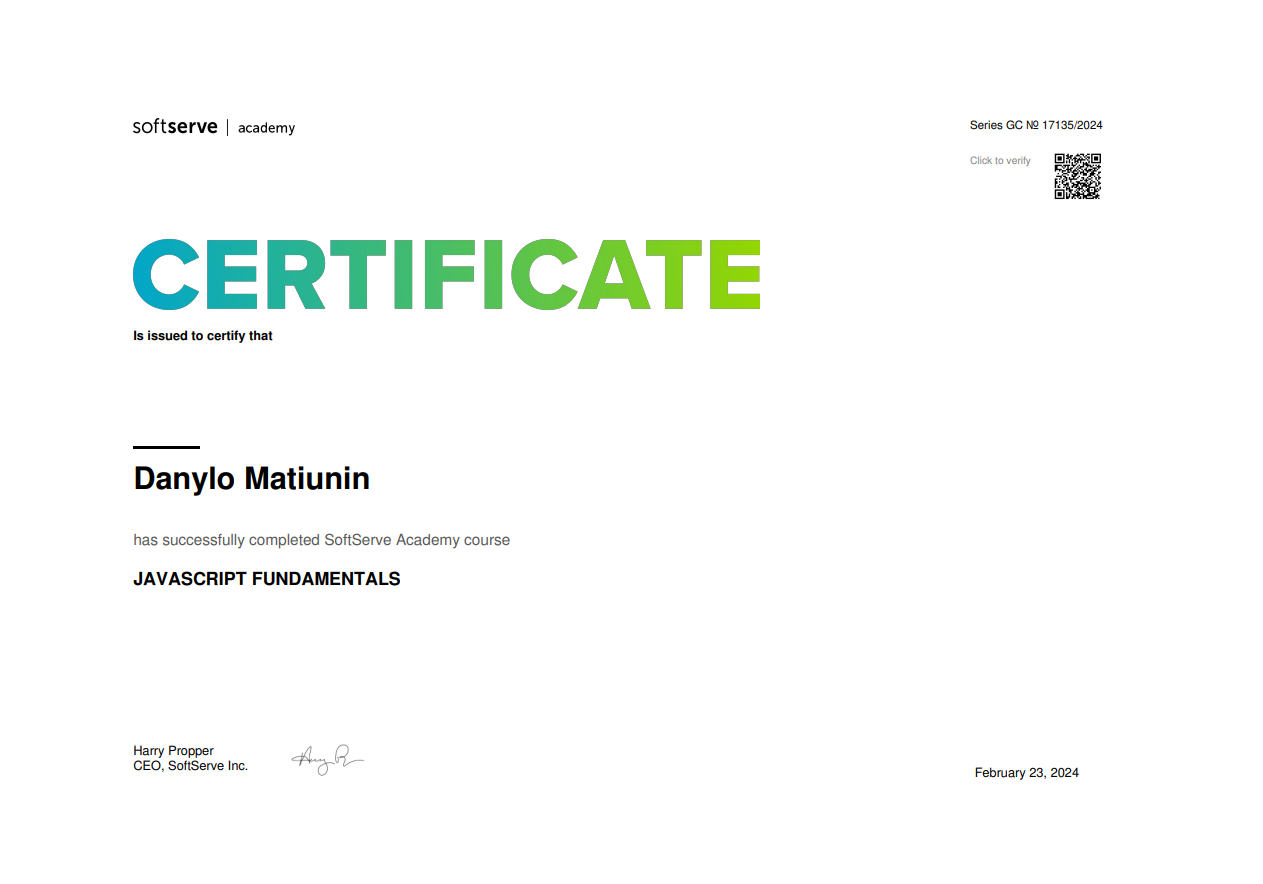 softserve | academy
Series GC № 17135/2024
Click to verify
CERTIFICATE
Is issued to certify that
Danylo Matiunin
has successfully completed SoftServe Academy course
JAVASCRIPT FUNDAMENTALS
Harry Propper
CEO, SoftServe Inc.
February 23, 2024